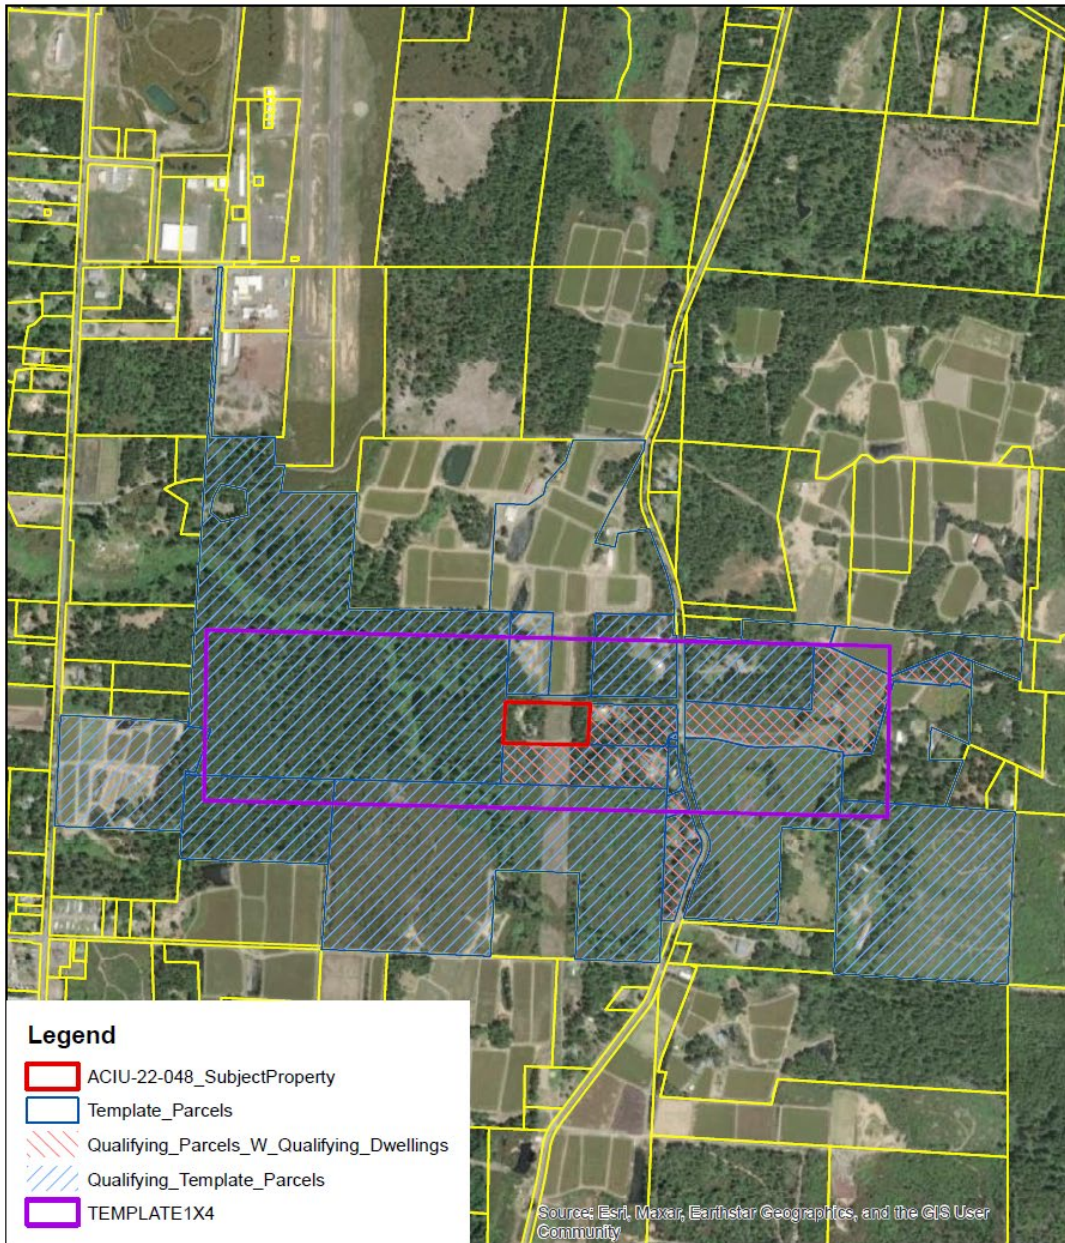 Legend
ACIU-22-048_SubjectProperty
Template_Parcels
Qualifying_Parcels_W_Qualifying_Dwellings
Qualifying_Template_Parcels
TEMPLATE1X4
Source: Esri, Maxar, Earthstar Geographics, and the GIS User
Community